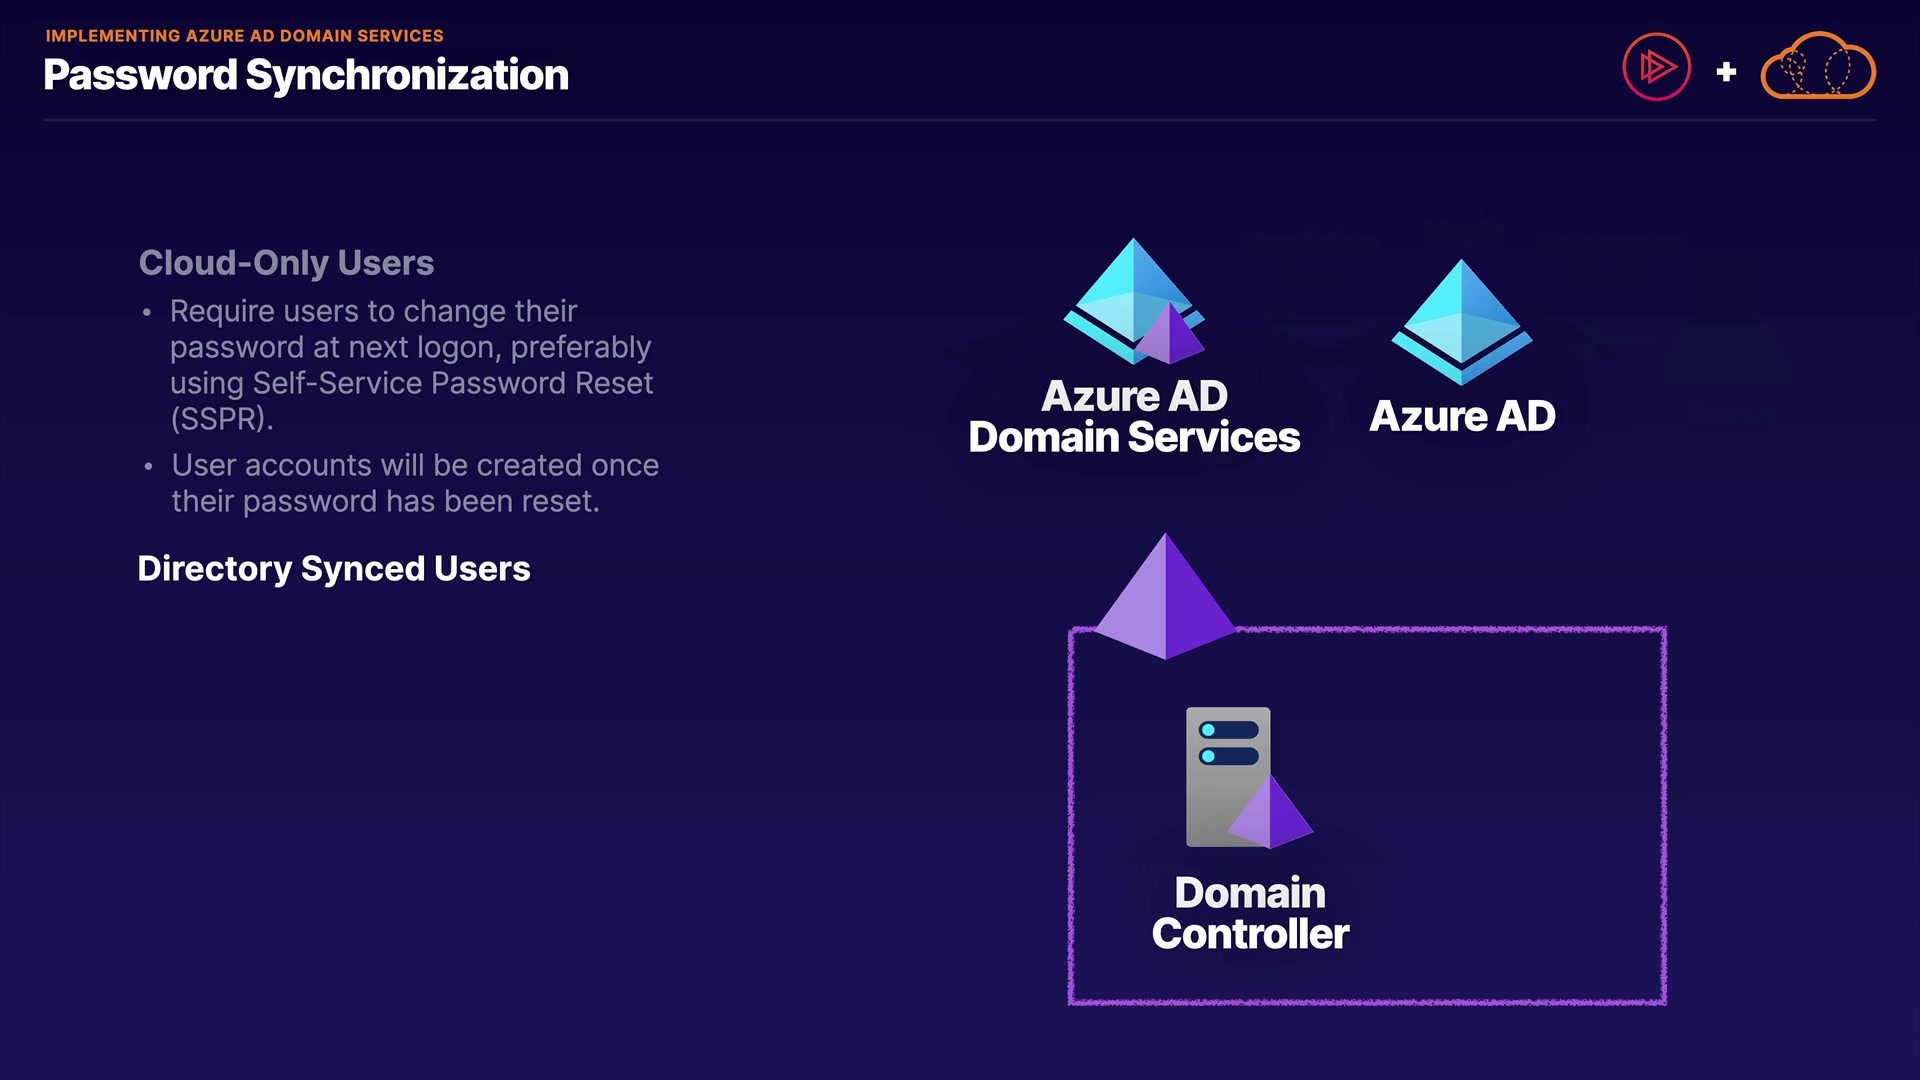 IMPLEMENTING AZURE AD DOMAIN SERVICES
Password Synchronization
+
Cloud-Only Users
• Require users to change their
password at next logon, preferably
using Self-Service Password Reset
(SSPR).
• User accounts will be created once
their password has been reset.
Directory Synced Users
Azure AD
Domain Services
Azure AD
Domain
Controller